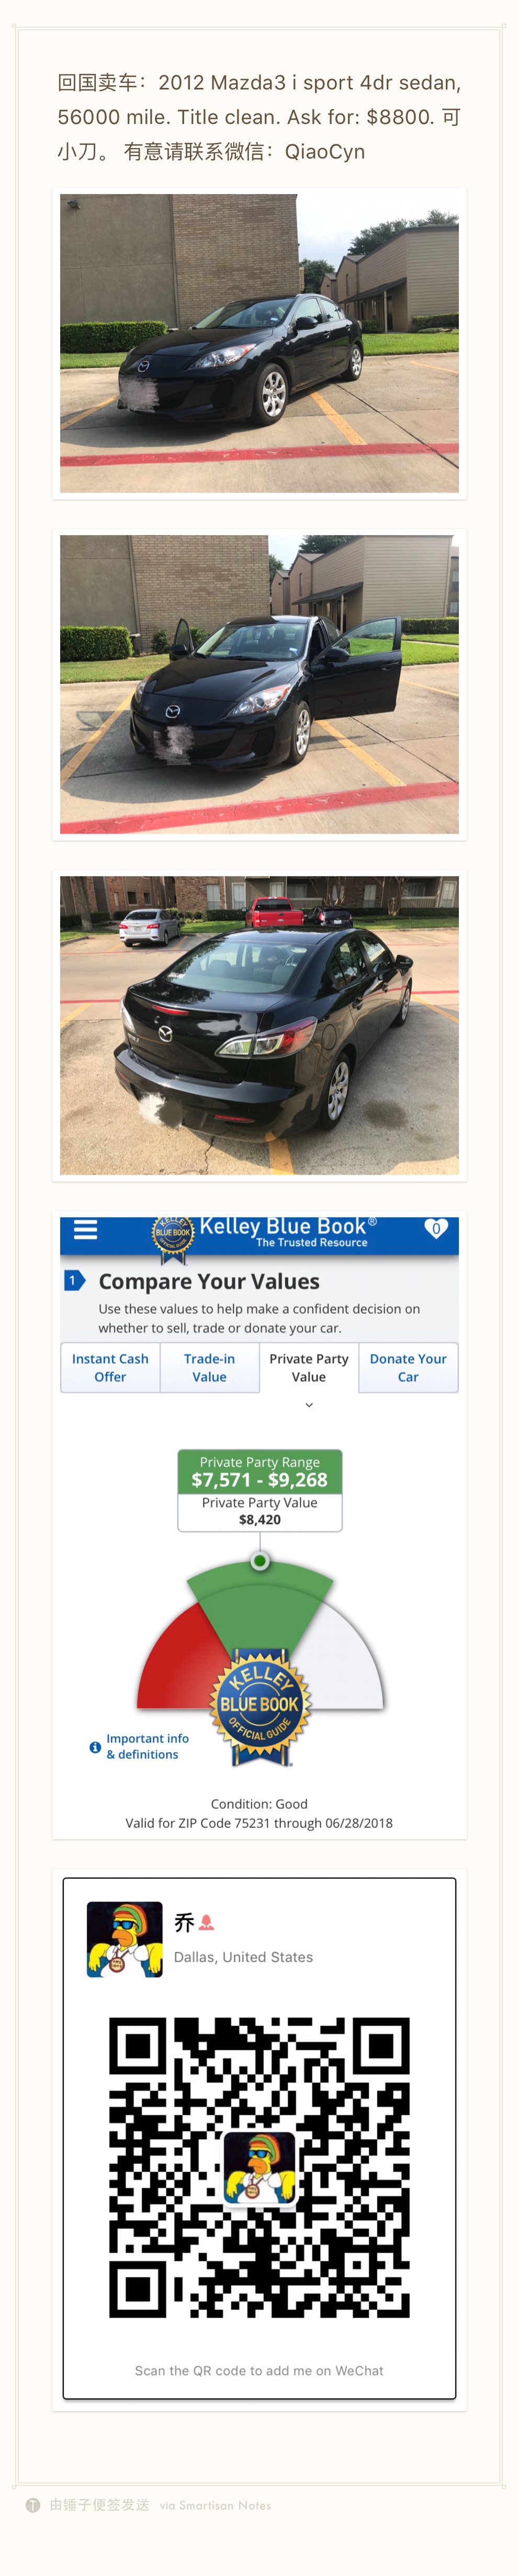 回国卖车：2012 Mazda3 i sport 4dr sedan,
56000 mile. Title clean. Ask for: $8800. 可
小刀。 有意请联系微信：QiaoCyn
KELLEY
BLUE BOOK
OFFICIAL GUIDE
Kelley Blue Book®
The Trusted Resource
0
1 Compare Your Values
Use these values to help make a confident decision on
whether to sell, trade or donate your car.
Instant Cash
Offer
Trade-in
Value
Private Party
Value
Donate Your
Car
Private Party Range
$7,571 - $9,268
Private Party Value
$8,420
KELLEY
BLUE BOOK
OFFICIAL GUIDE
Important info
& definitions
Condition: Good
Valid for ZIP Code 75231 through 06/28/2018
乔
Dallas, United States
Scan the QR code to add me on WeChat
T 由锤子便签发送 via Smartisan Notes